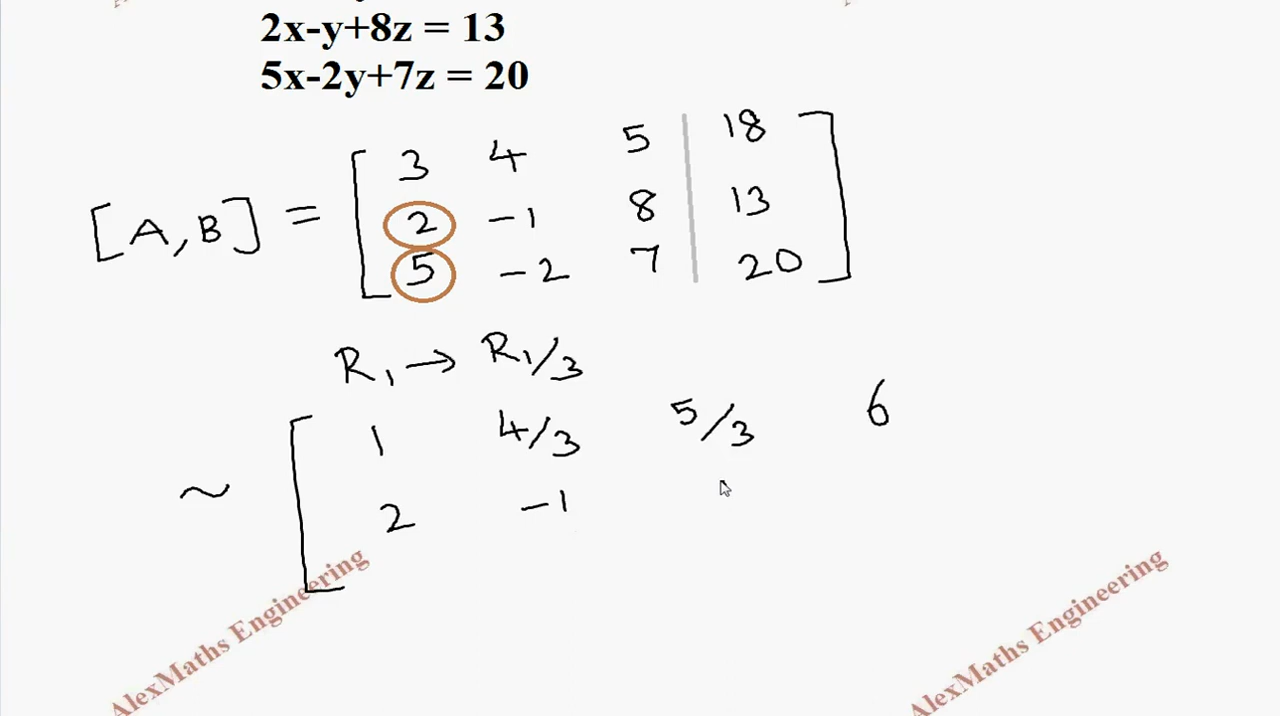 2x-y+8z = 13
5x-2y+7z = 20
[A,B] = [ 3 4 5 | 18
2 -1 8 | 13
5 -2 7 | 20 ]
R₁ → R₁/3
~ [ 1 4/3 5/3 6
2 -1
AlexMaths Engineering
AlexMaths Engineering